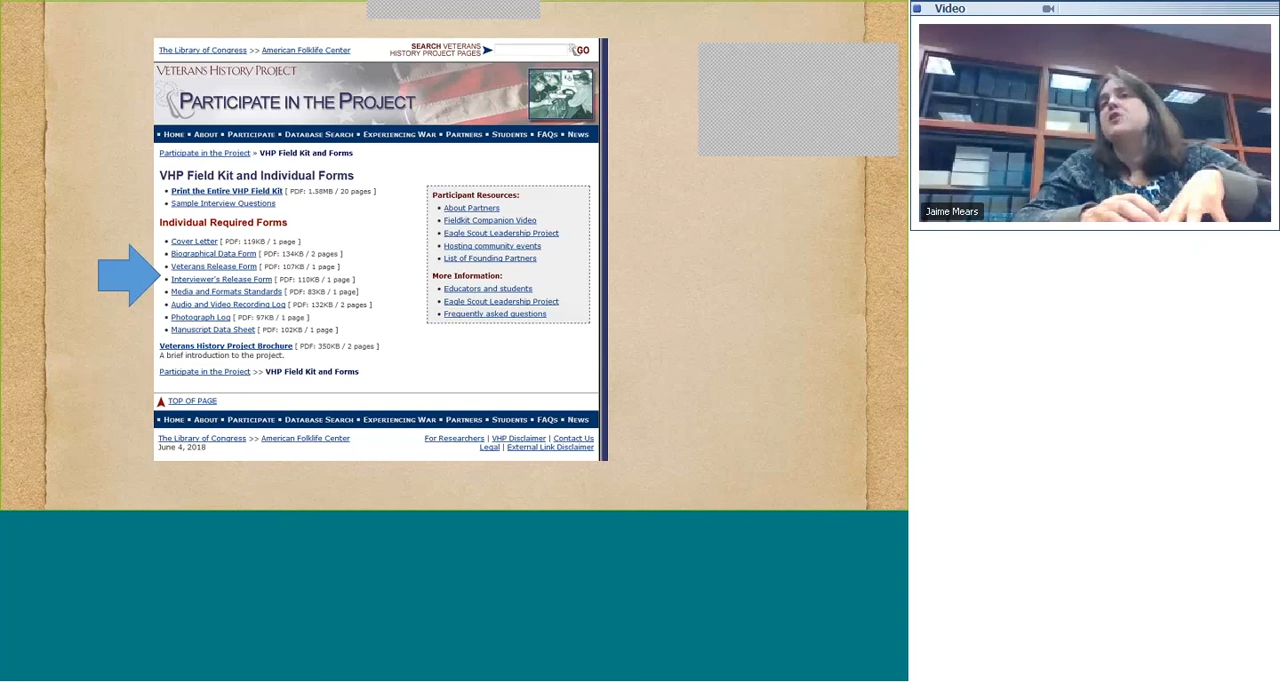 The Library of Congress >> American Folklife Center
SEARCH VETERANS
HISTORY PROJECT PAGES
GO
VETERANS HISTORY PROJECT
PARTICIPATE IN THE PROJECT
▪ HOME ▪ ABOUT ▪ PARTICIPATE ▪ DATABASE SEARCH ▪ EXPERIENCING WAR ▪ PARTNERS ▪ STUDENTS ▪ FAQS ▪ NEWS
Participate in the Project » VHP Field Kit and Forms
VHP Field Kit and Individual Forms
• Print the Entire VHP Field Kit [ PDF: 1.58MB / 20 pages ]
• Sample Interview Questions
Individual Required Forms
• Cover Letter [ PDF: 119KB / 1 page ]
• Biographical Data Form [ PDF: 134KB / 2 pages ]
• Veterans Release Form [ PDF: 107KB / 1 page ]
• Interviewer's Release Form [ PDF: 110KB / 1 page ]
• Media and Formats Standards [ PDF: 83KB / 1 page]
• Audio and Video Recording Log [ PDF: 132KB / 2 pages ]
• Photograph Log [ PDF: 97KB / 1 page ]
• Manuscript Data Sheet [ PDF: 102KB / 1 page ]
Veterans History Project Brochure [ PDF: 350KB / 2 pages ]
A brief introduction to the project.
Participate in the Project >> VHP Field Kit and Forms
Participant Resources:
• About Partners
• Fieldkit Companion Video
• Eagle Scout Leadership Project
• Hosting community events
• List of Founding Partners
More Information:
• Educators and students
• Eagle Scout Leadership Project
• Frequently asked questions
TOP OF PAGE
▪ HOME ▪ ABOUT ▪ PARTICIPATE ▪ DATABASE SEARCH ▪ EXPERIENCING WAR ▪ PARTNERS ▪ STUDENTS ▪ FAQS ▪ NEWS
The Library of Congress >> American Folklife Center
June 4, 2018
For Researchers | VHP Disclaimer | Contact Us
Legal | External Link Disclaimer
Video
Jaime Mears